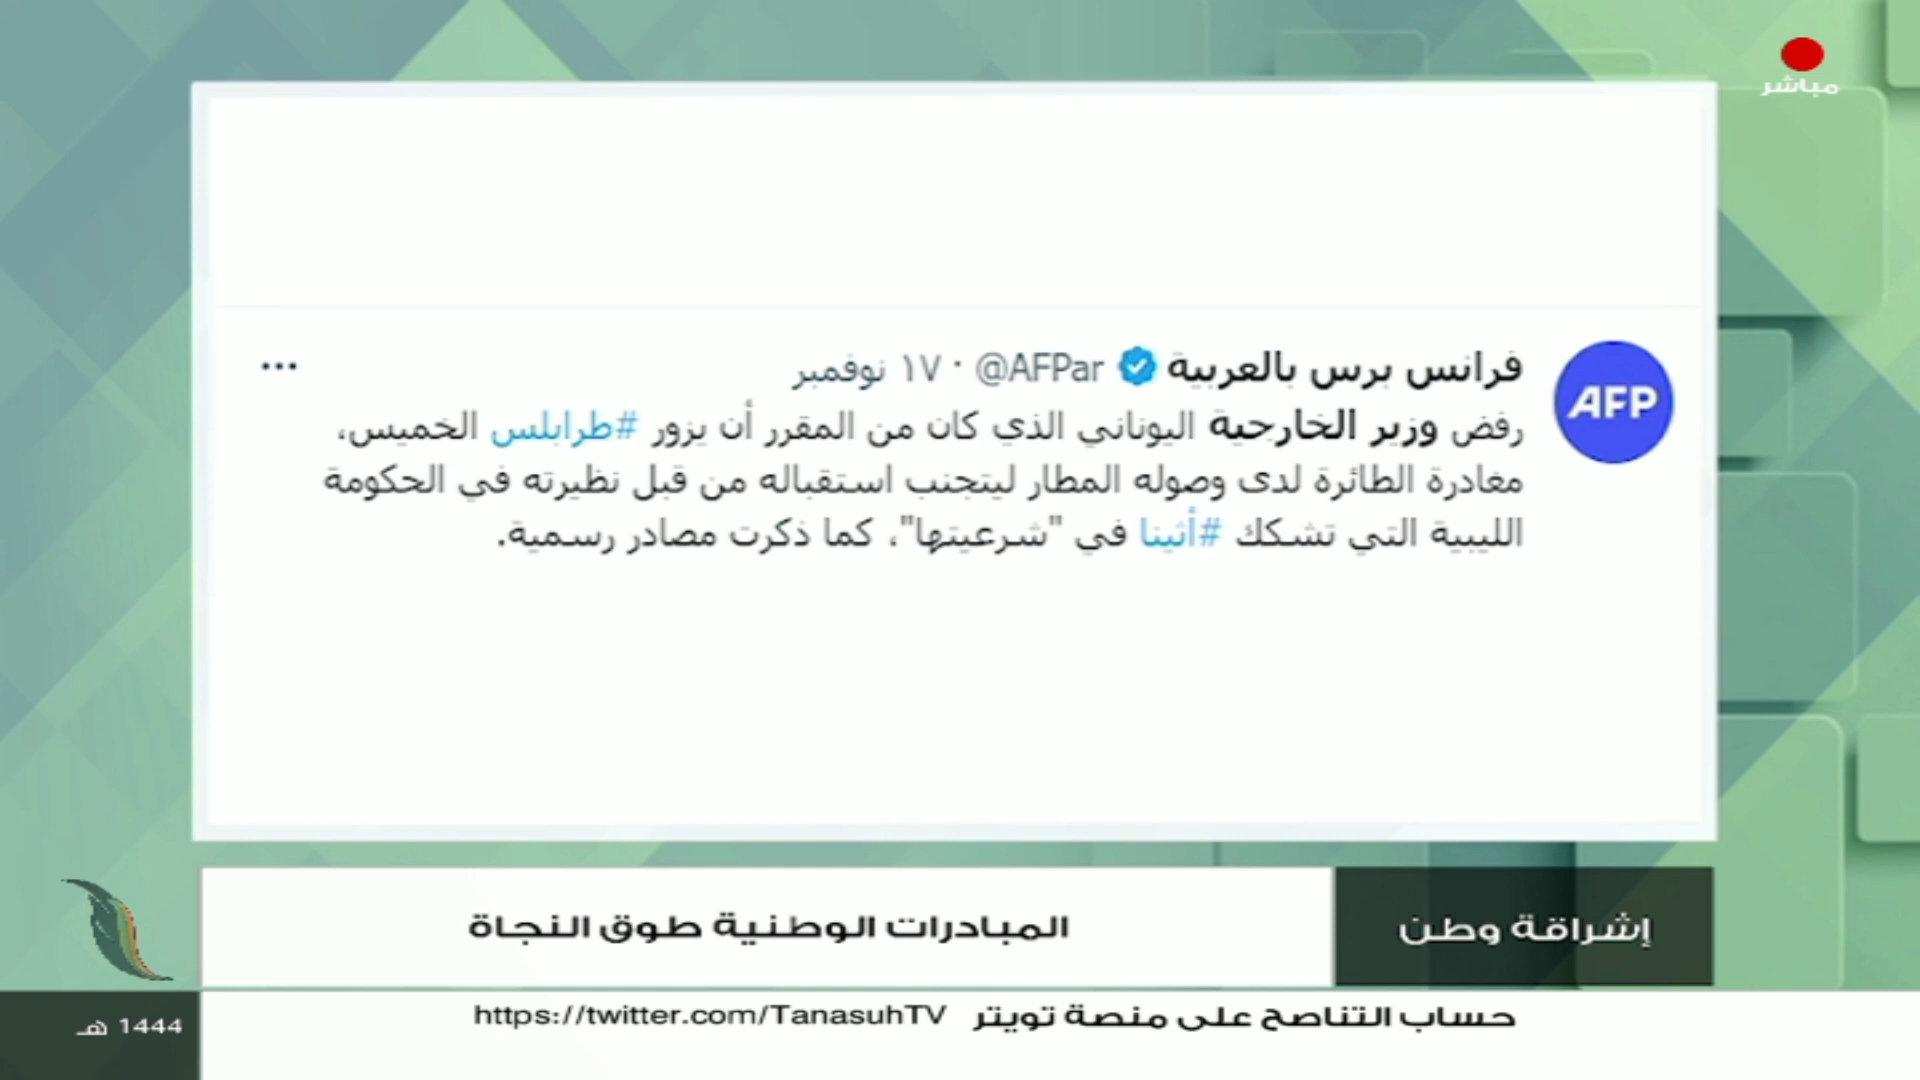 مباشر
فرانس برس بالعربية @AFPar · ١٧ نوفمبر
AFP
رفض وزير الخارجية اليوناني الذي كان من المقرر أن يزور #طرابلس الخميس،
مغادرة الطائرة لدى وصوله المطار ليتجنب استقباله من قبل نظيرته في الحكومة
الليبية التي تشكك #أثينا في "شرعيتها"، كما ذكرت مصادر رسمية.
إشراقة وطن
المبادرات الوطنية طوق النجاة
حساب التناصح على منصة تويتر https://twitter.com/TanasuhTV
1444 هـ